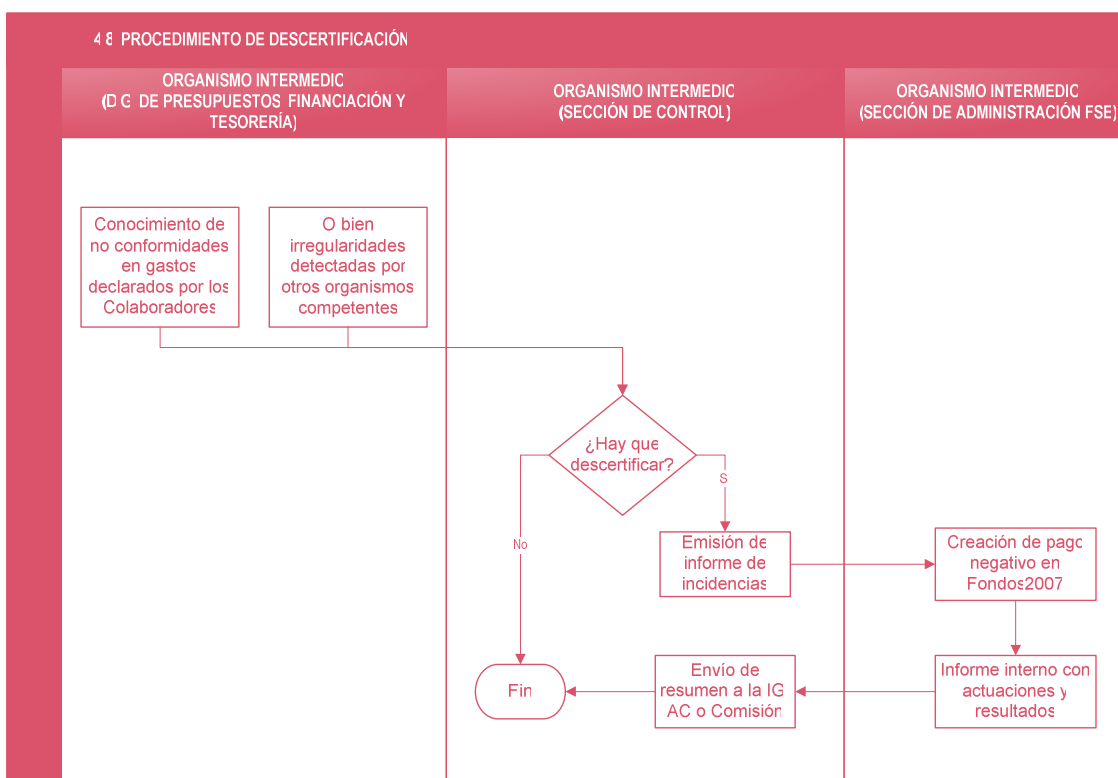 4 8 PROCEDIMIENTO DE DESCERTIFICACIÓN
ORGANISMO INTERMEDIO
(D G DE PRESUPUESTOS FINANCIACIÓN Y
TESORERÍA)
ORGANISMO INTERMEDIO
(SECCIÓN DE CONTROL)
ORGANISMO INTERMEDIO
(SECCIÓN DE ADMINISTRACIÓN FSE)
Conocimiento de
no conformidades
en gastos
declarados por los
Colaboradores
O bien
irregularidades
detectadas por
otros organismos
competentes
¿Hay que
descertificar?
S
No
Emisión de
informe de
incidencias
Creación de pago
negativo en
Fondos2007
Fin
Envío de
resumen a la IG
AC o Comisión
Informe interno con
actuaciones y
resultados